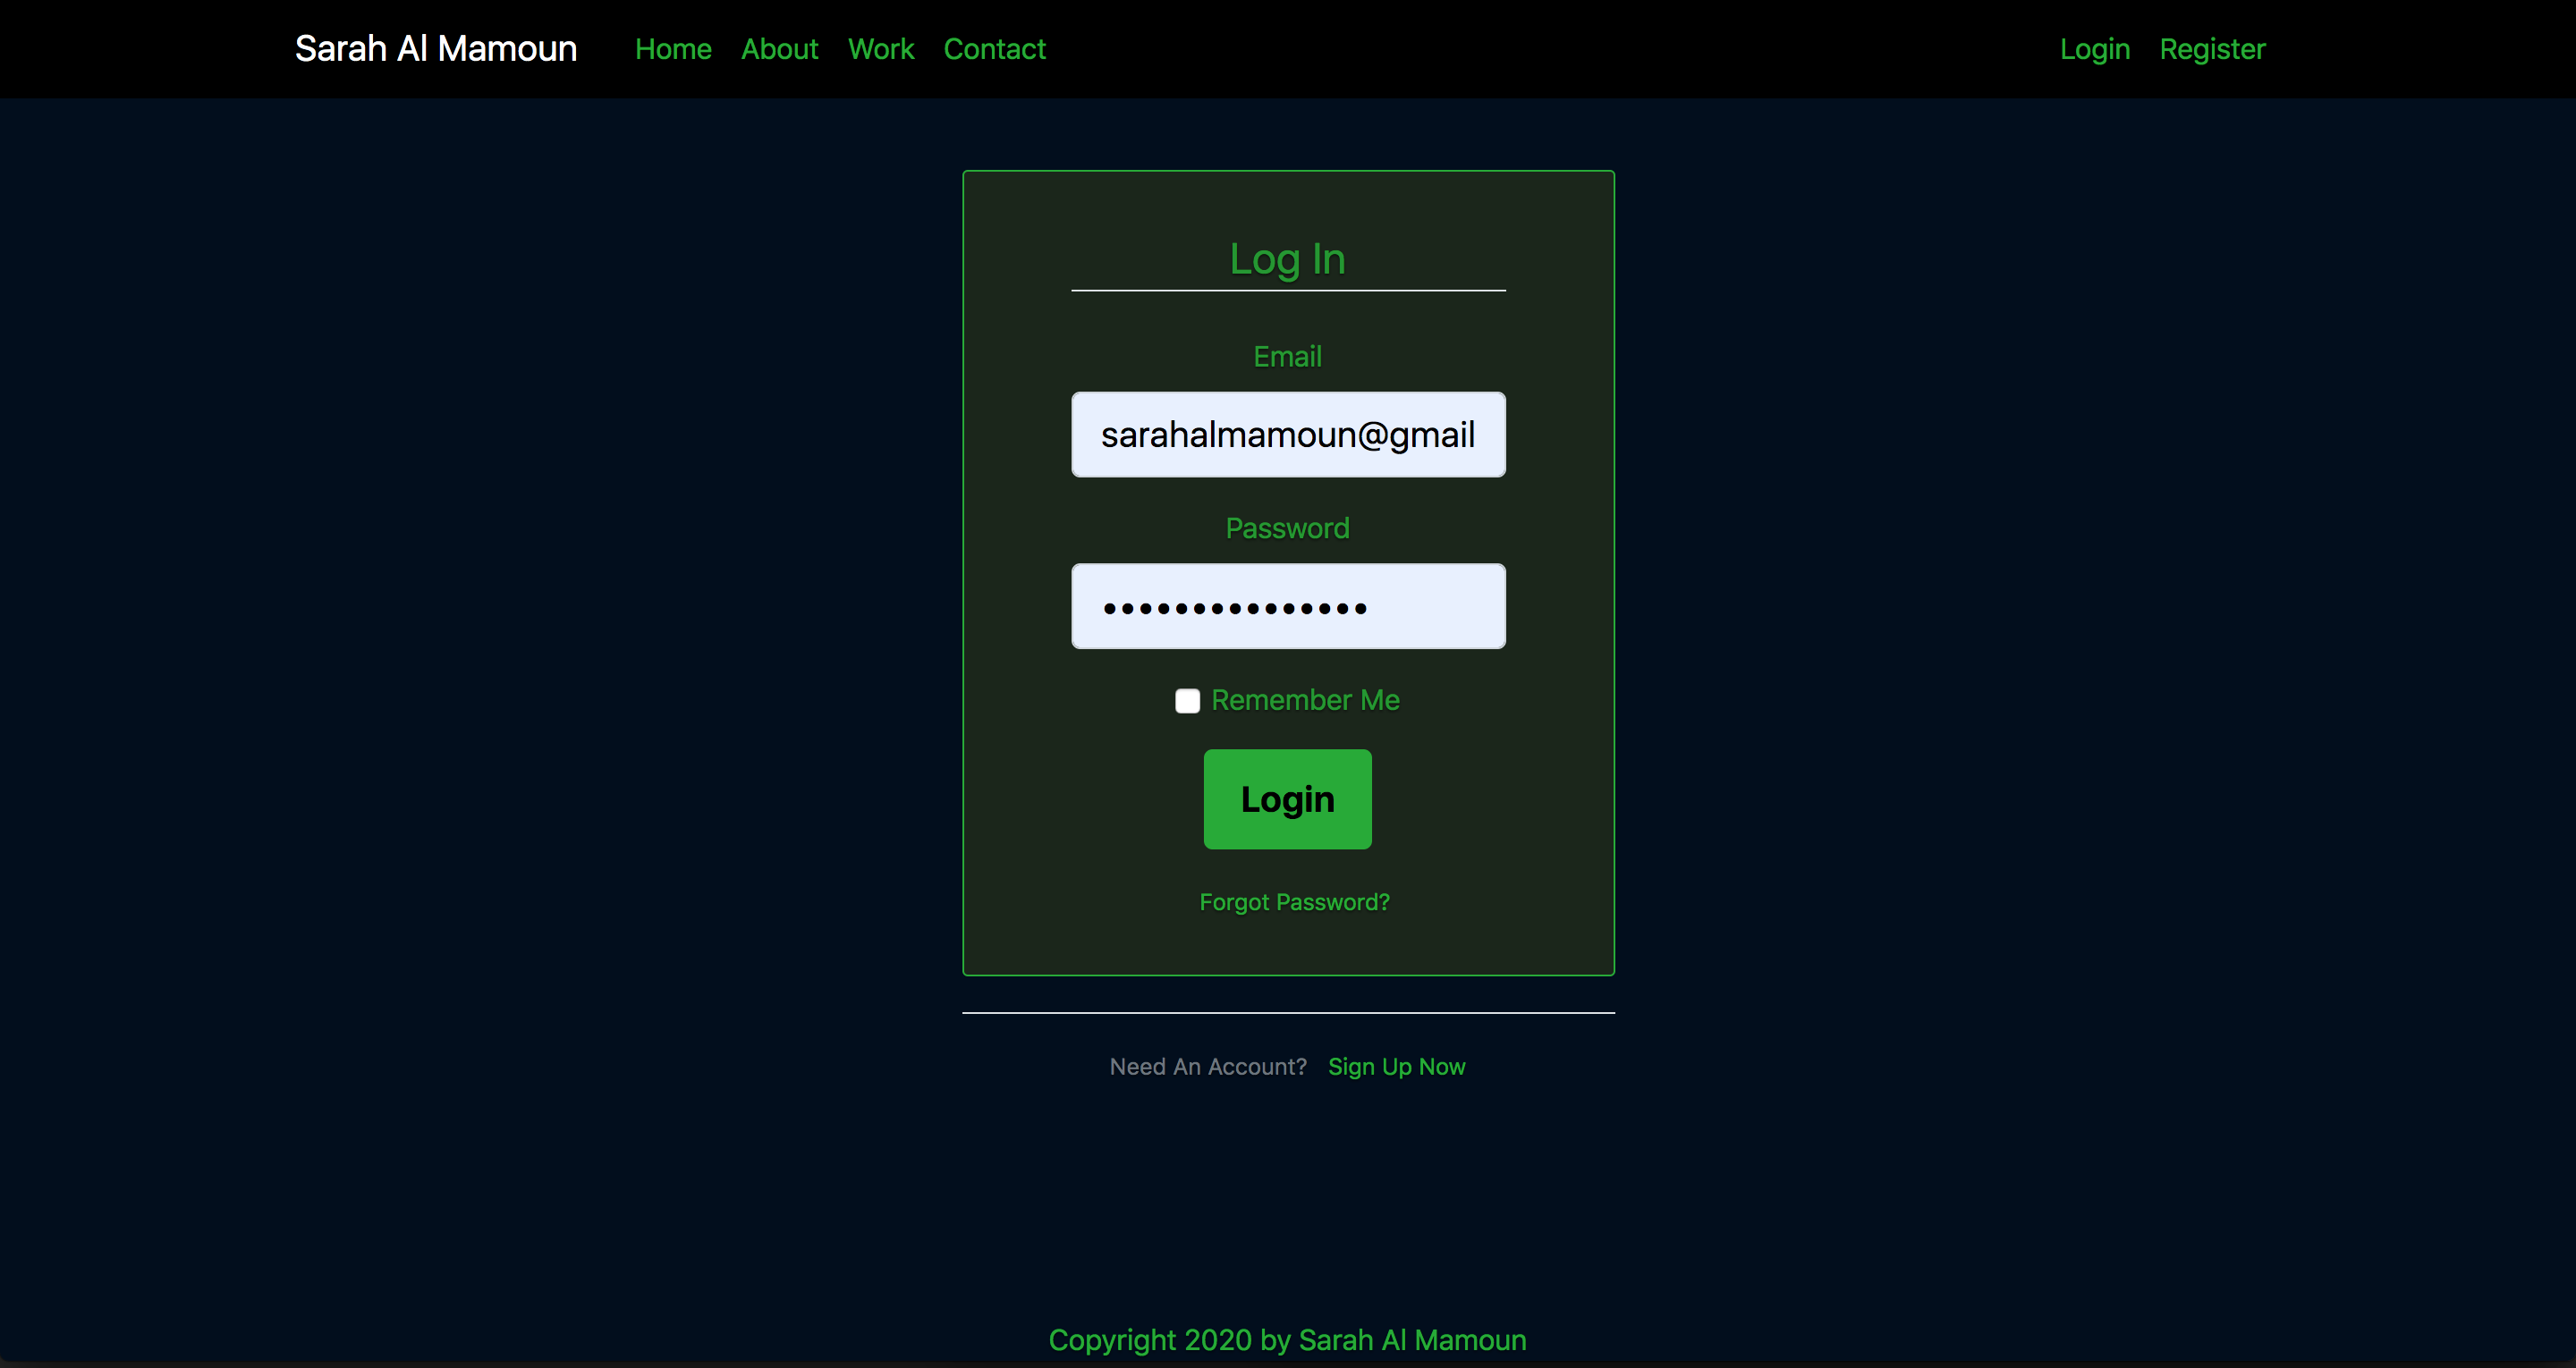 Sarah Al Mamoun Home About Work Contact Login Register
Log In
Email
sarahalmamoun@gmail
Password
•••••••••••••••
Remember Me
Login
Forgot Password?
Need An Account? Sign Up Now
Copyright 2020 by Sarah Al Mamoun